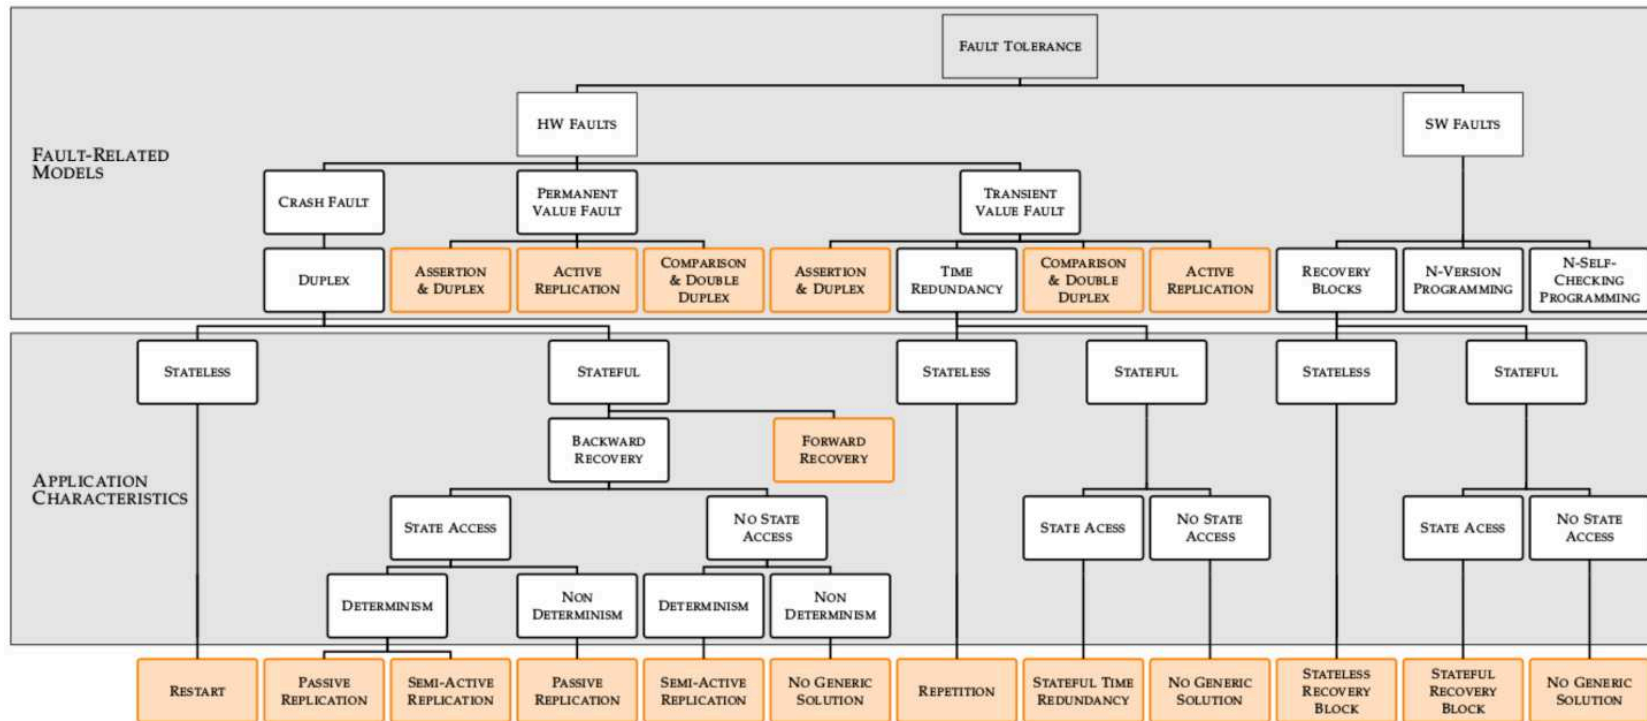 FAULT TOLERANCE
HW FAULTS
SW FAULTS
FAULT-RELATED
MODELS
CRASH FAULT
PERMANENT
VALUE FAULT
TRANSIENT
VALUE FAULT
DUPLEX
ASSERTION
& DUPLEX
ACTIVE
REPLICATION
COMPARISON
& DOUBLE
DUPLEX
ASSERTION
& DUPLEX
TIME
REDUNDANCY
COMPARISON
& DOUBLE
DUPLEX
ACTIVE
REPLICATION
RECOVERY
BLOCKS
N-VERSION
PROGRAMMING
N-SELF-
CHECKING
PROGRAMMING
STATELESS
STATEFUL
STATELESS
STATEFUL
STATELESS
STATEFUL
BACKWARD
RECOVERY
FORWARD
RECOVERY
APPLICATION
CHARACTERISTICS
STATE ACCESS
NO STATE
ACCESS
STATE ACESS
NO STATE
ACCESS
STATE ACESS
NO STATE
ACCESS
DETERMINISM
NON
DETERMINISM
DETERMINISM
NON
DETERMINISM
RESTART
PASSIVE
REPLICATION
SEMI-ACTIVE
REPLICATION
PASSIVE
REPLICATION
SEMI-ACTIVE
REPLICATION
NO GENERIC
SOLUTION
REPETITION
STATEFUL TIME
REDUNDANCY
NO GENERIC
SOLUTION
STATELESS
RECOVERY
BLOCK
STATEFUL
RECOVERY
BLOCK
NO GENERIC
SOLUTION